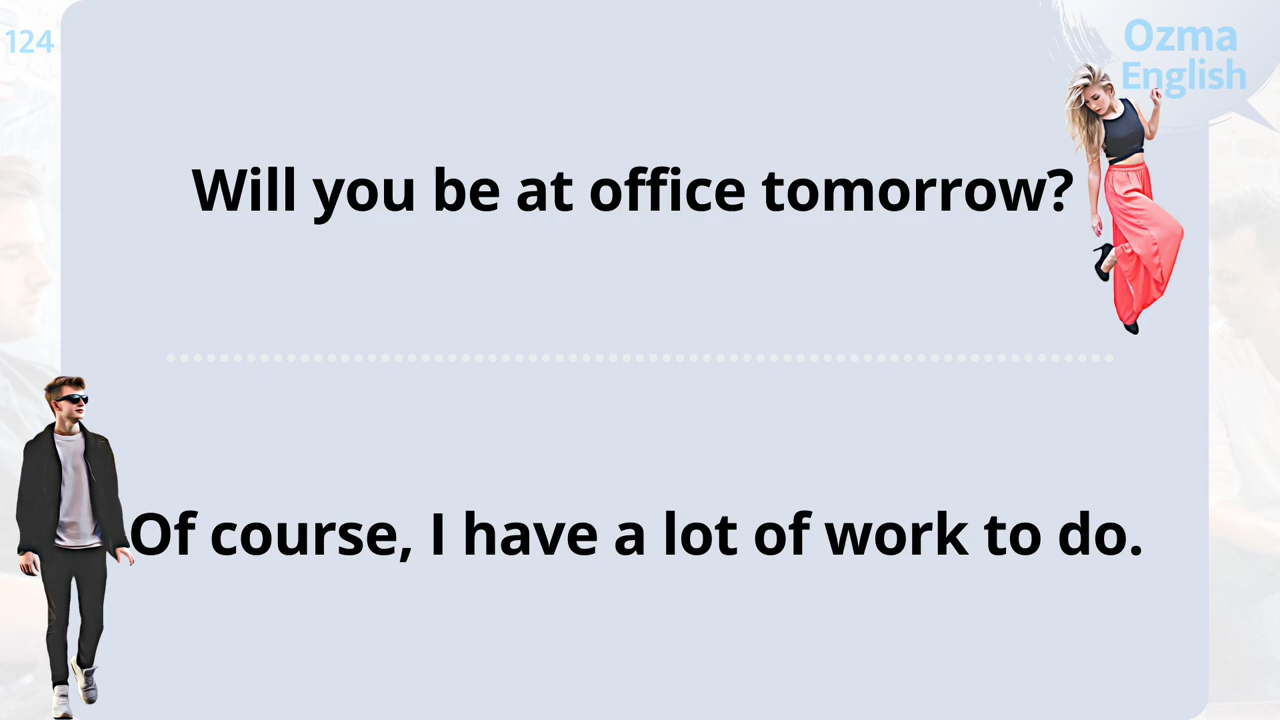 124
Ozma
English
Will you be at office tomorrow?
Of course, I have a lot of work to do.